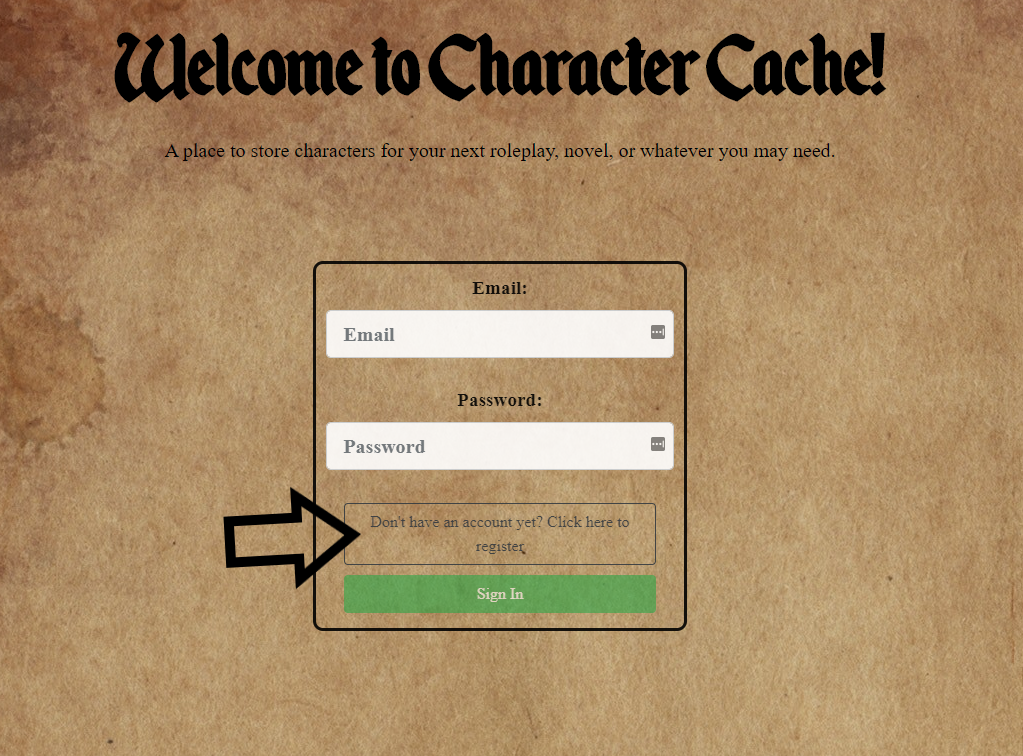 Welcome to Character Cache!
A place to store characters for your next roleplay, novel, or whatever you may need.
Email:
Email
Password:
Password
Don't have an account yet? Click here to
register.
Sign In